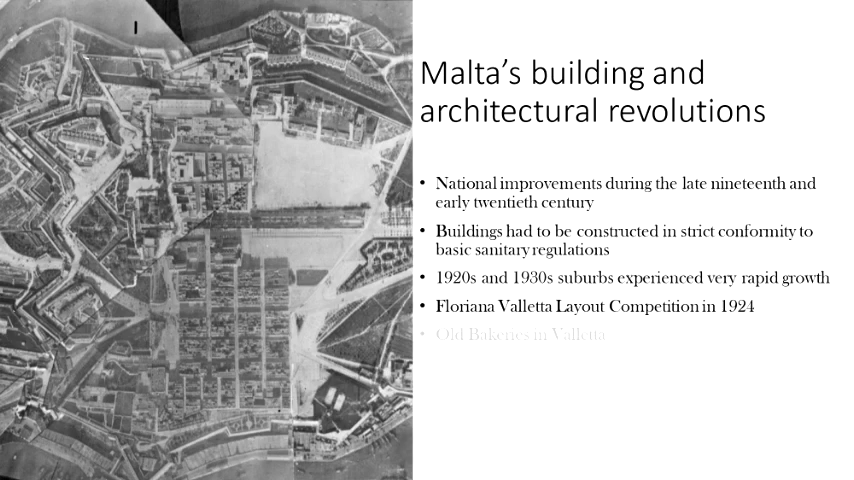 Malta's building and
architectural revolutions
• National improvements during the late nineteenth and
early twentieth century
• Buildings had to be constructed in strict conformity to
basic sanitary regulations
• 1920s and 1930s suburbs experienced very rapid growth
• Floriana Valletta Layout Competition in 1924
• Old Bakeries in Valletta